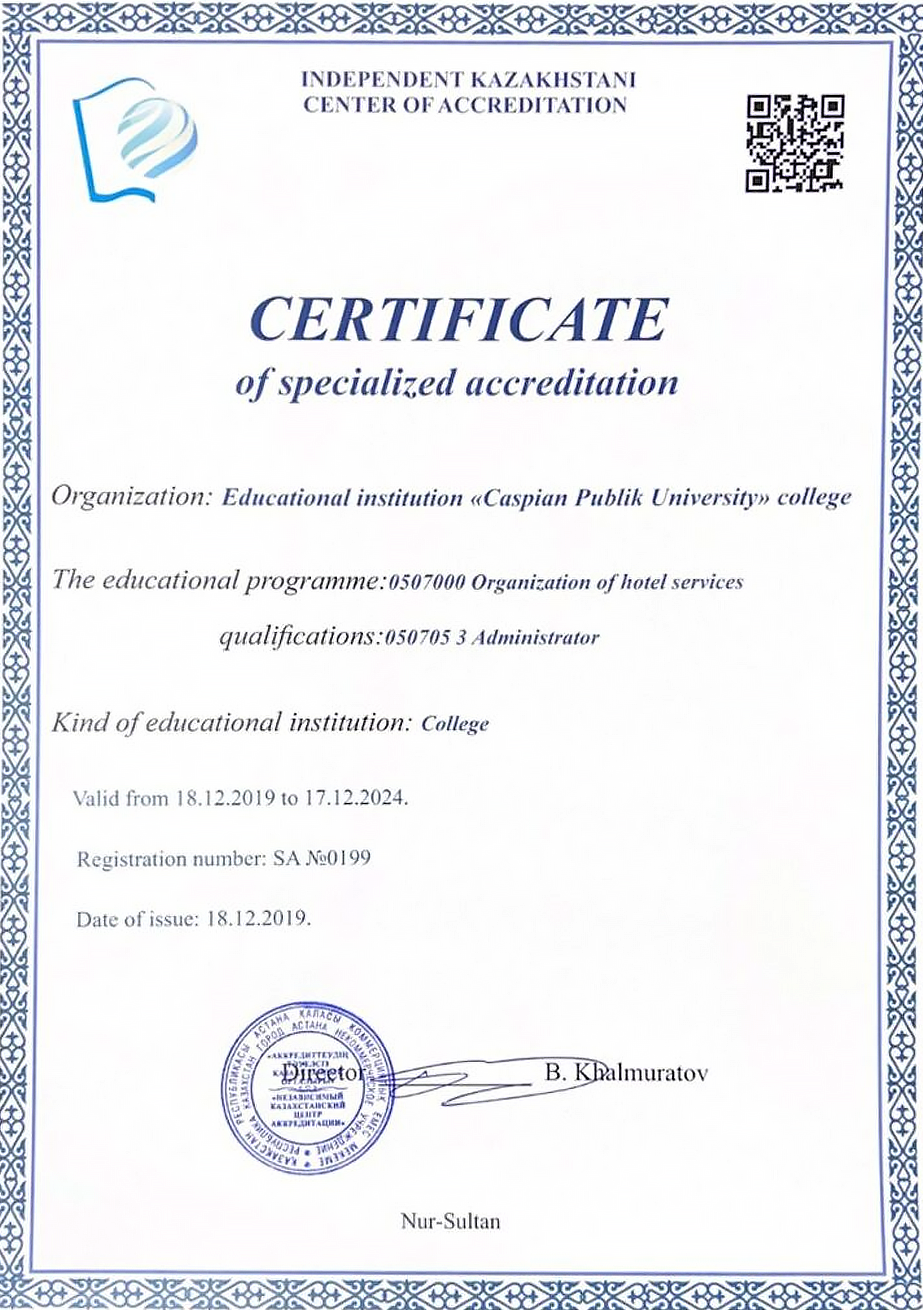 INDEPENDENT KAZAKHSTANI
CENTER OF ACCREDITATION
CERTIFICATE
of specialized accreditation
Organization: Educational institution «Caspian Publik University» college
The educational programme:0507000 Organization of hotel services
qualifications:050705 3 Administrator
Kind of educational institution: College
Valid from 18.12.2019 to 17.12.2024.
Registration number: SA №0199
Date of issue: 18.12.2019.
ҚАЗАҚСТАН РЕСПУБЛИКАСЫ АСТАНА ҚАЛАСЫ КОММЕРЦИЯЛЫҚ ЕМЕС МЕКЕМЕ
РЕСПУБЛИКА КАЗАХСТАН ГОРОД АСТАНА НЕКОММЕРЧЕСКОЕ УЧРЕЖДЕНИЕ
«АККРЕДИТТЕУДІҢ
«НЕЗАВИСИМЫЙ
КАЗАХСТАНСКИЙ
ЦЕНТР
АККРЕДИТАЦИИ»
Director B. Khalmuratov
Nur-Sultan